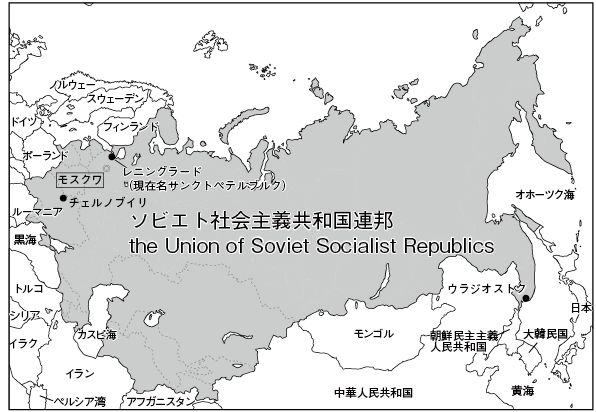 ノルウェー
スウェーデン
ドイツ
フィンランド
ポーランド
レニングラード
(現在名サンクトペテルブルク)
モスクワ
チェルノブイリ
オホーツク海
ルーマニア
ソビエト社会主義共和国連邦
the Union of Soviet Socialist Republics
黒海
トルコ
ウラジオストク
シリア
日本
カスピ海
モンゴル
朝鮮民主主義
人民共和国
大韓民国
イラク
イラン
中華人民共和国
黄海
ペルシア湾
アフガニスタン